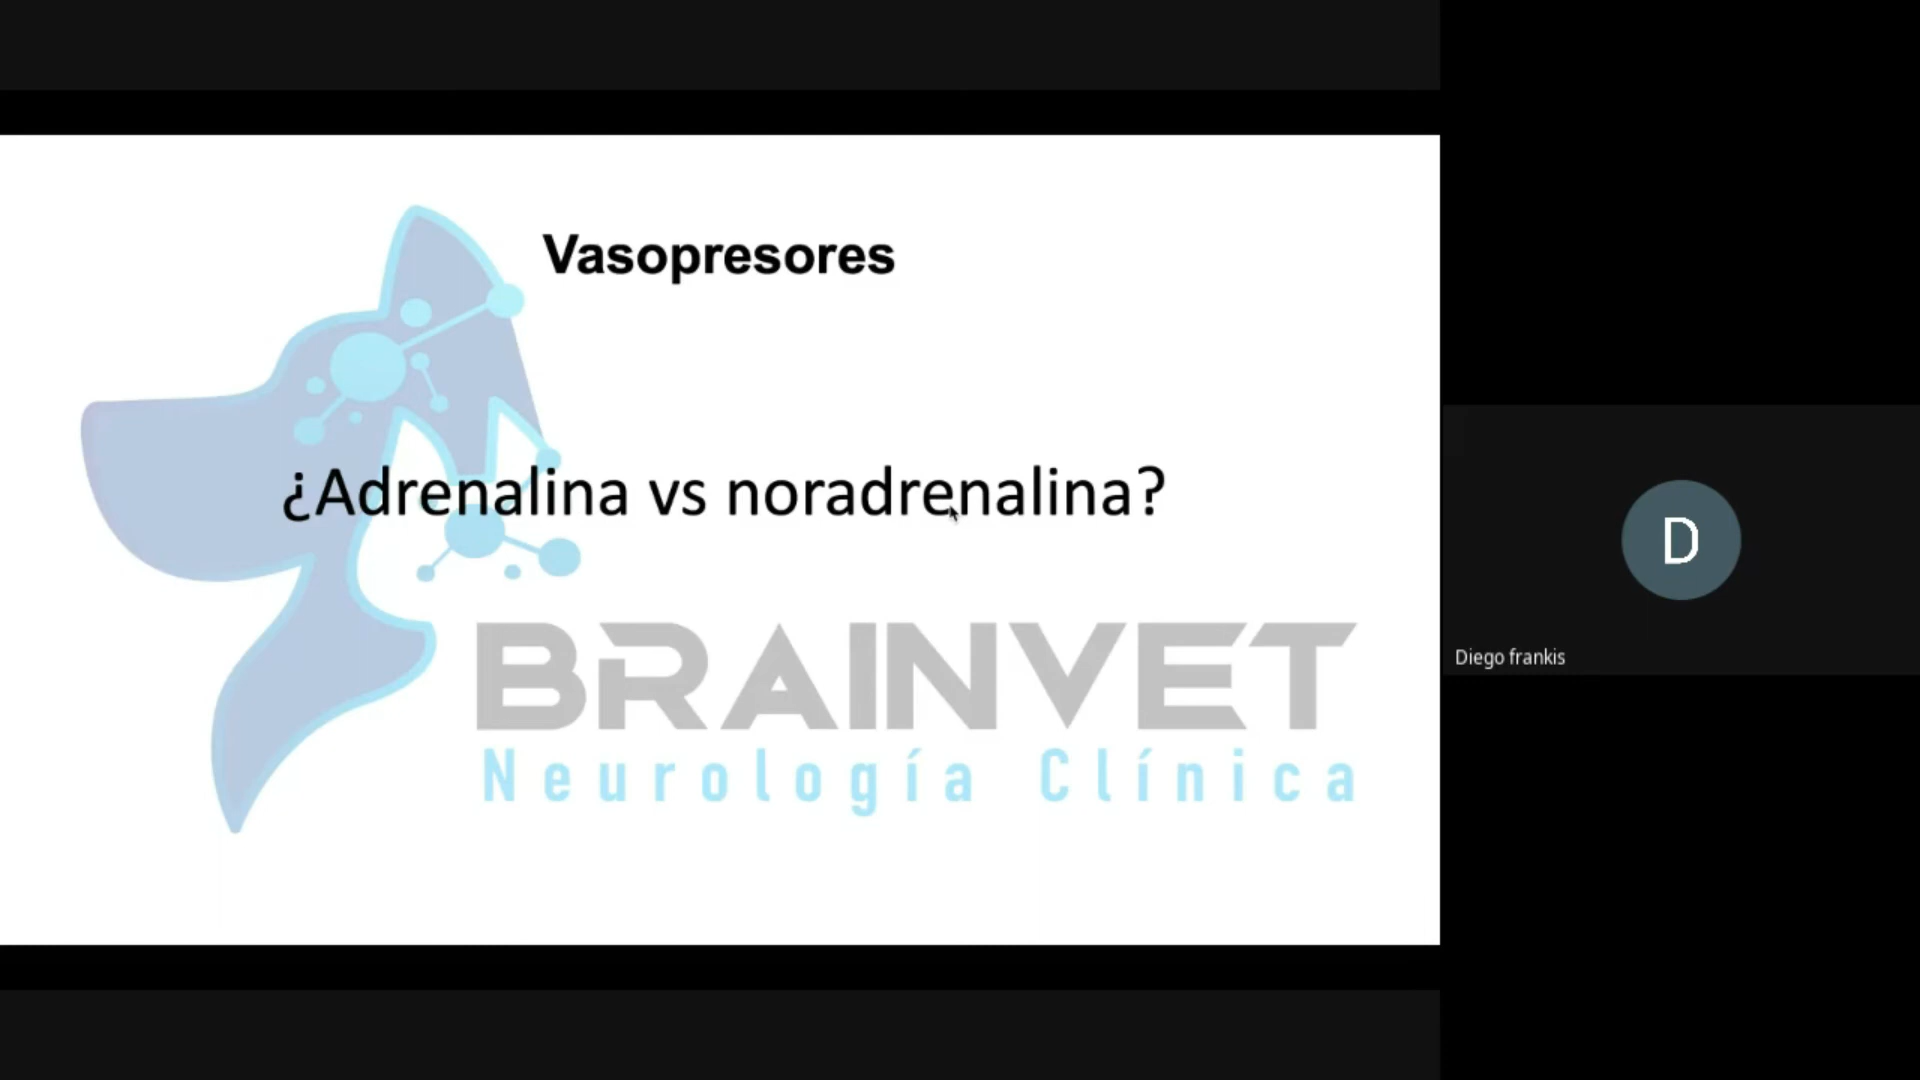 Vasopresores
¿Adrenalina vs noradrenalina?
BRAINVET
Neurología Clínica
D
Diego frankis